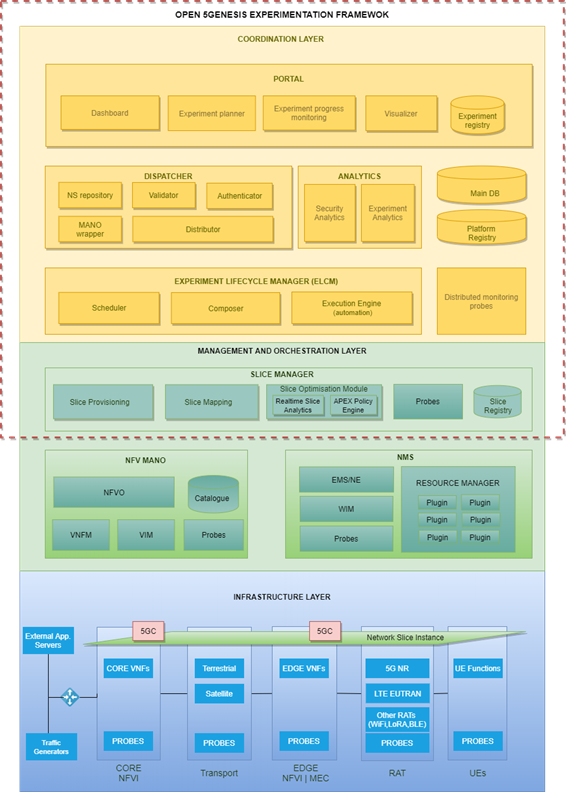 OPEN 5GENESIS EXPERIMENTATION FRAMEWOK
COORDINATION LAYER
PORTAL
Dashboard
Experiment planner
Experiment progress
monitoring
Visualizer
Experiment
registry
DISPATCHER
NS repository
Validator
Authenticator
MANO
wrapper
Distributor
ANALYTICS
Security
Analytics
Experiment
Analytics
Main DB
Platform
Registry
EXPERIMENT LIFECYCLE MANAGER (ELCM)
Scheduler
Composer
Execution Engine
(automation)
Distributed monitoring
probes
MANAGEMENT AND ORCHESTRATION LAYER
SLICE MANAGER
Slice Provisioning
Slice Mapping
Slice Optimisation Module
Realtime Slice
Analytics
APEX Policy
Engine
Probes
Slice
Registry
NFV MANO
NFVO
Catalogue
VNFM
VIM
Probes
NMS
EMS/NE
WIM
Probes
RESOURCE MANAGER
Plugin
Plugin
Plugin
Plugin
Plugin
Plugin
INFRASTRUCTURE LAYER
External App.
Servers
Traffic
Generators
5GC
5GC
Network Slice Instance
CORE VNFs
PROBES
CORE
NFVI
Terrestrial
Satellite
PROBES
Transport
EDGE VNFs
PROBES
EDGE
NFVI | MEC
5G NR
LTE EUTRAN
Other RATs
(WiFi,LoRA,BLE)
PROBES
RAT
UE Functions
PROBES
UEs